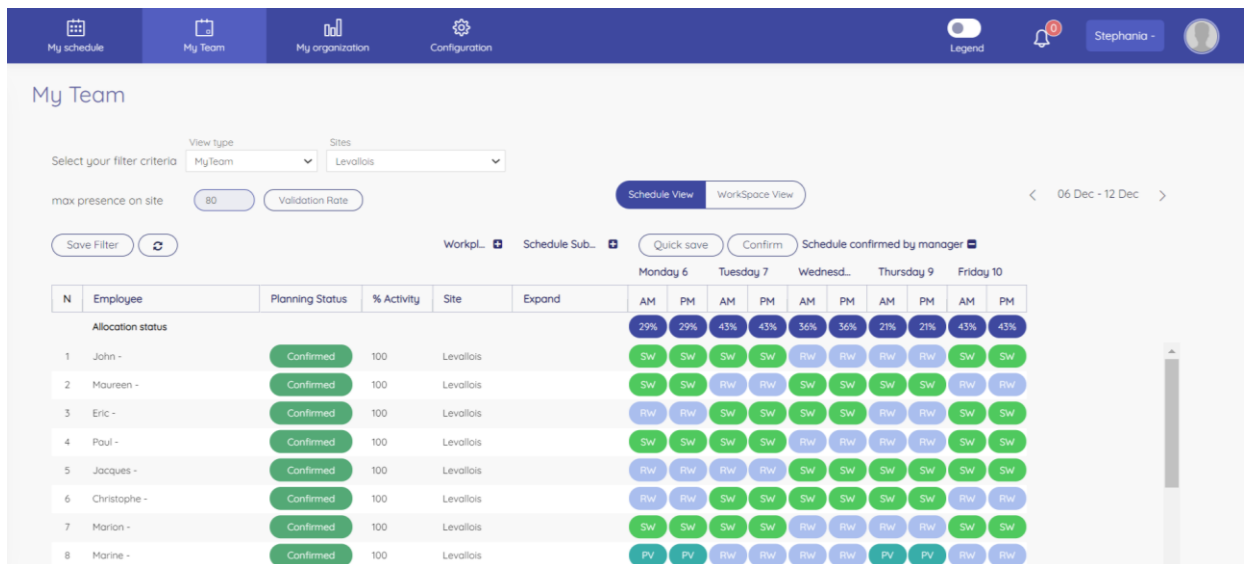 My schedule My Team My organization Configuration Legend 0 Stephania -
My Team
View type Sites
Select your filter criteria MyTeam Levallois
max presence on site 80 Validation Rate Schedule View WorkSpace View < 06 Dec - 12 Dec >
Save Filter Workpl... Schedule Sub... Quick save Confirm Schedule confirmed by manager
Monday 6 Tuesday 7 Wednesd... Thursday 9 Friday 10
N Employee Planning Status % Activity Site Expand AM PM AM PM AM PM AM PM AM PM
Allocation status 29% 29% 43% 43% 36% 36% 21% 21% 43% 43%
1 John - Confirmed 100 Levallois SW SW SW SW RW RW RW RW SW SW
2 Maureen - Confirmed 100 Levallois SW SW RW RW SW SW SW SW RW RW
3 Eric - Confirmed 100 Levallois RW RW SW SW SW SW RW RW SW SW
4 Paul - Confirmed 100 Levallois SW SW SW SW RW RW RW RW SW SW
5 Jacques - Confirmed 100 Levallois RW RW RW RW SW SW SW SW SW SW
6 Christophe - Confirmed 100 Levallois RW RW SW SW SW SW SW SW RW RW
7 Marion - Confirmed 100 Levallois SW SW SW SW RW RW RW RW SW SW
8 Marine - Confirmed 100 Levallois PV PV RW RW RW RW PV PV RW RW